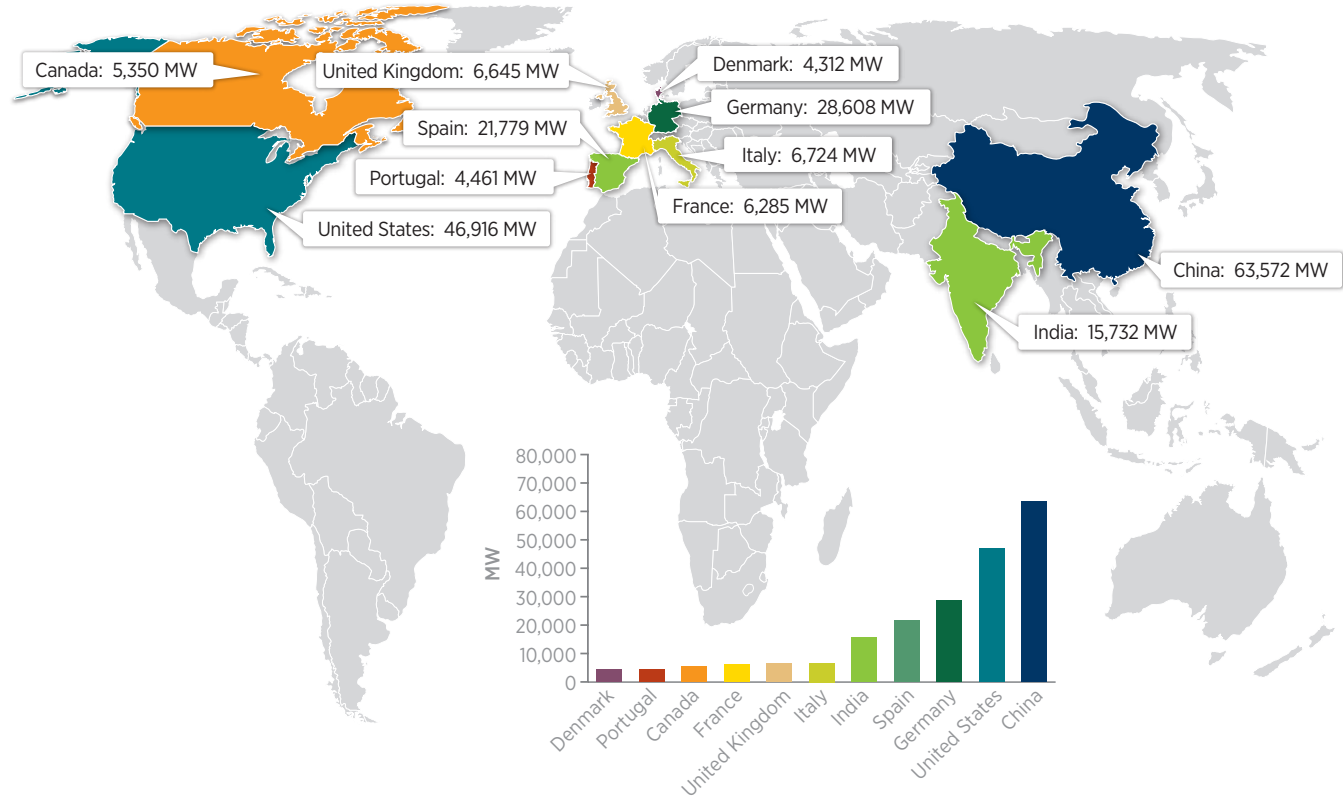 Canada: 5,350 MW
United Kingdom: 6,645 MW
Denmark: 4,312 MW
Germany: 28,608 MW
Spain: 21,779 MW
Italy: 6,724 MW
Portugal: 4,461 MW
France: 6,285 MW
United States: 46,916 MW
China: 63,572 MW
India: 15,732 MW
80,000
70,000
60,000
50,000
40,000
30,000
20,000
10,000
0
MW
Denmark
Portugal
Canada
France
United Kingdom
Italy
India
Spain
Germany
United States
China